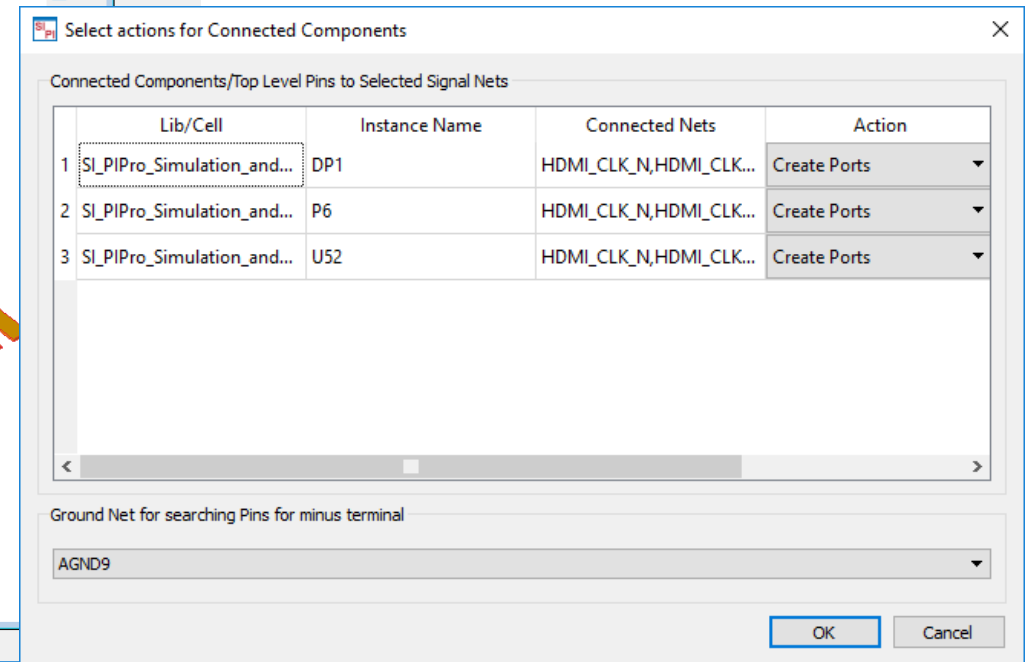 SI PI Select actions for Connected Components
Connected Components/Top Level Pins to Selected Signal Nets
Lib/Cell Instance Name Connected Nets Action
1 SI_PIPro_Simulation_and... DP1 HDMI_CLK_N,HDMI_CLK... Create Ports
2 SI_PIPro_Simulation_and... P6 HDMI_CLK_N,HDMI_CLK... Create Ports
3 SI_PIPro_Simulation_and... U52 HDMI_CLK_N,HDMI_CLK... Create Ports
Ground Net for searching Pins for minus terminal
AGND9
OK Cancel